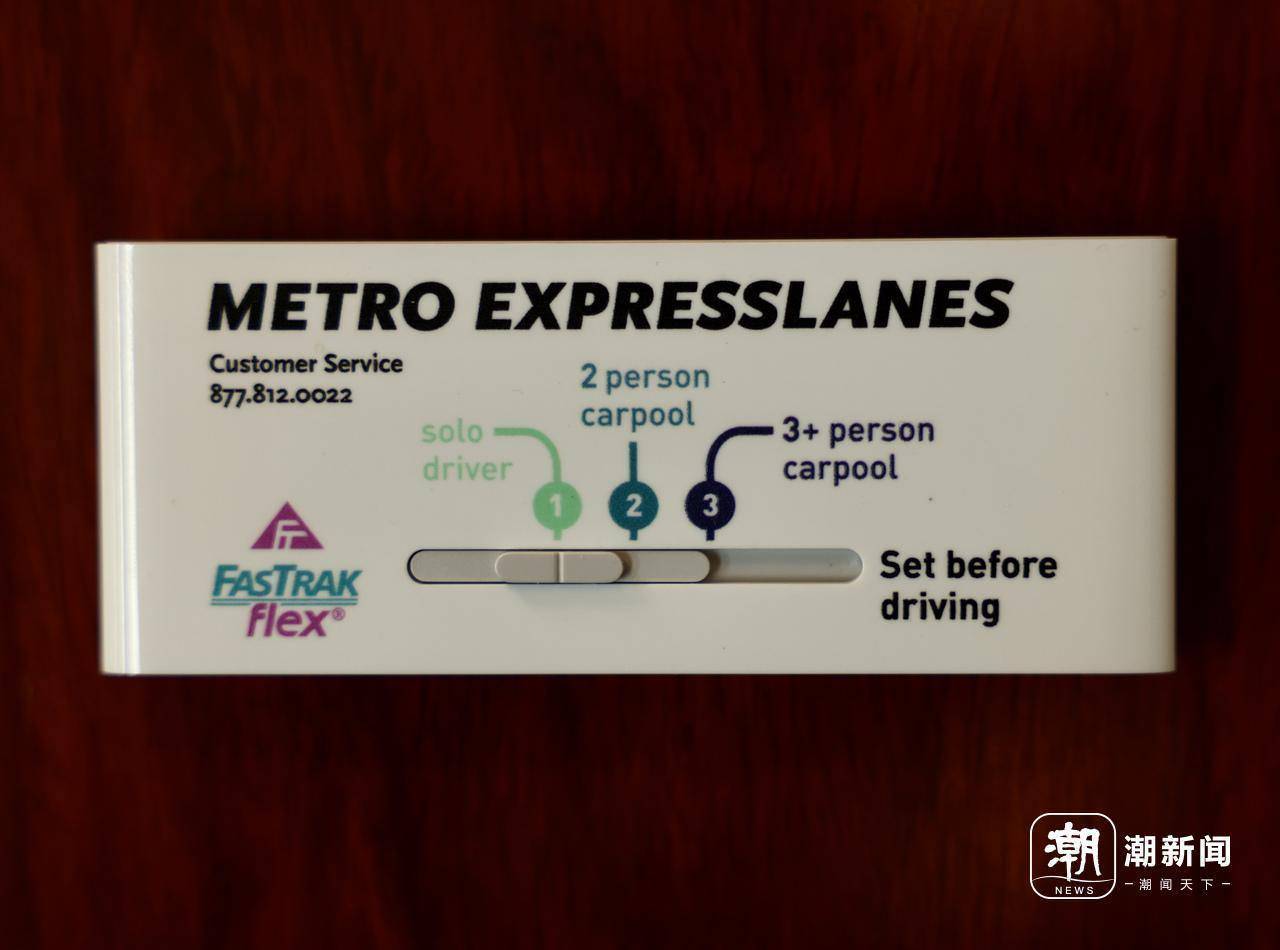 METRO EXPRESSLANES
Customer Service
877.812.0022
2 person
carpool
solo
driver
3+ person
carpool
1 2 3
FT
FASTRAK
flex®
Set before
driving
潮
NEWS
潮新闻
潮闻天下